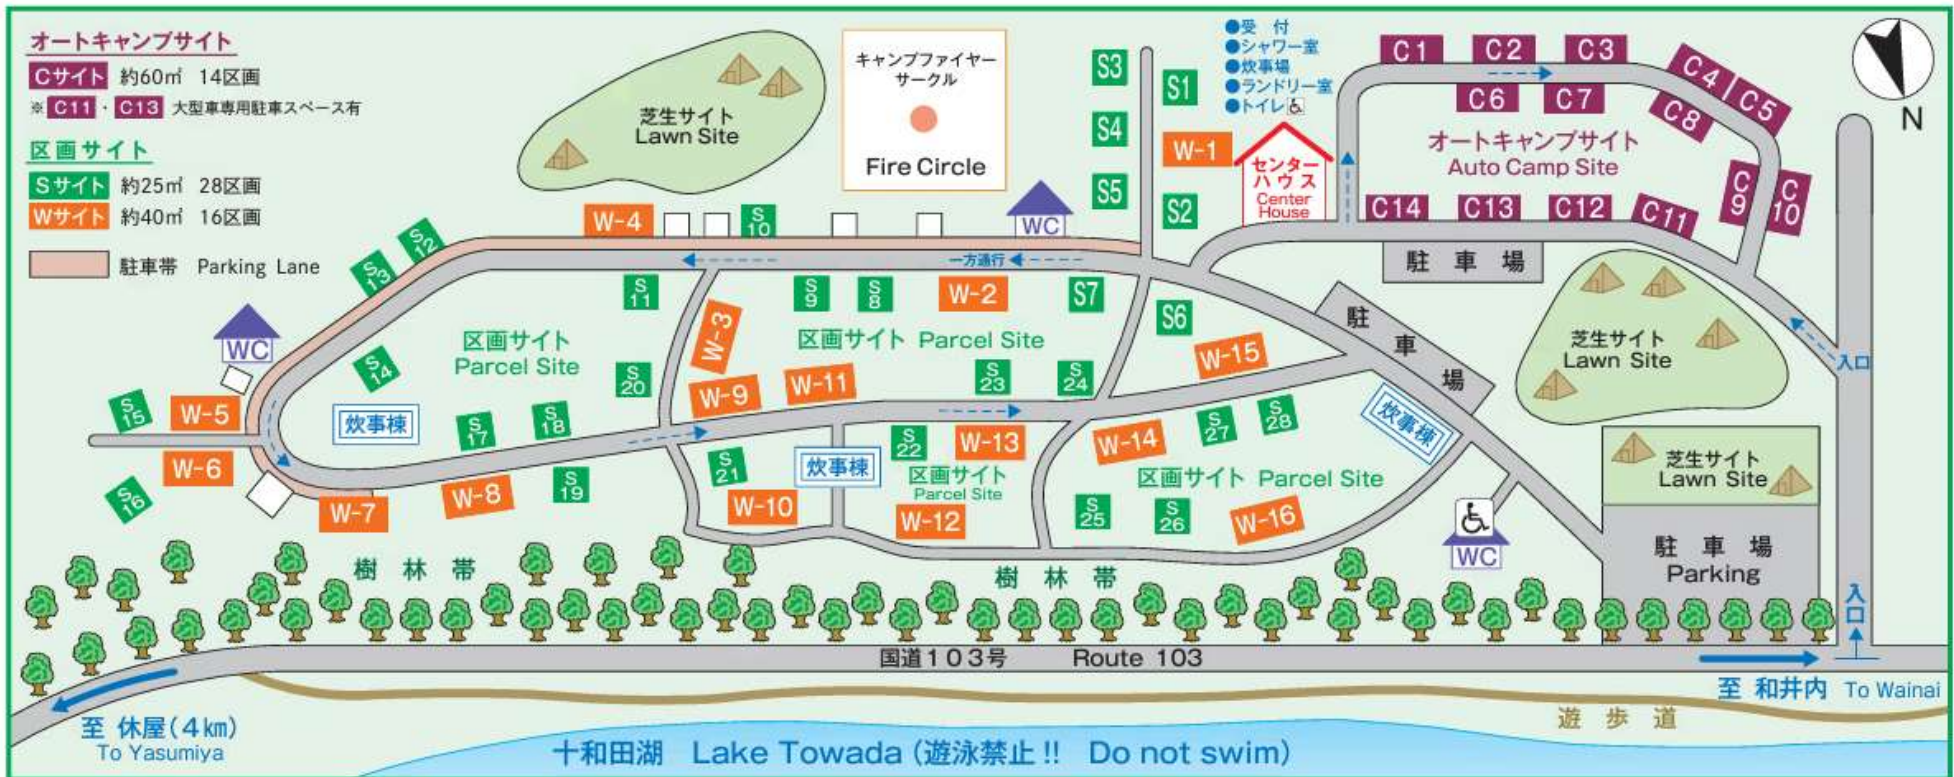 オートキャンプサイト
Cサイト 約60㎡ 14区画
※ C11・C13 大型車専用駐車スペース有
区画サイト
Sサイト 約25㎡ 28区画
Wサイト 約40㎡ 16区画
駐車帯 Parking Lane
芝生サイト
Lawn Site
キャンプファイヤー
サークル
Fire Circle
●受 付
●シャワー室
●炊事場
●ランドリー室
●トイレ
センター
ハウス
Center
House
S3
S1
S4
W-1
S5
S2
C1
C2
C3
C4
C5
C6
C7
C8
オートキャンプサイト
Auto Camp Site
C9
C10
C14
C13
C12
C11
N
駐車場
W-4
S10
WC
一方通行
S12
S13
S11
W-3
S9
S8
W-2
S7
S6
駐車場
芝生サイト
Lawn Site
入口
WC
区画サイト
Parcel Site
区画サイト Parcel Site
S14
S20
W-9
W-11
S23
S24
W-15
S15
W-5
炊事棟
S17
S18
W-6
S16
W-7
W-8
S19
S21
炊事棟
S22
W-13
W-14
S27
S28
炊事棟
W-10
区画サイト
Parcel Site
W-12
区画サイト Parcel Site
S25
S26
W-16
WC
芝生サイト
Lawn Site
駐車場
Parking
入口
樹林帯
樹林帯
国道103号 Route 103
至 休屋(4㎞)
To Yasumiya
至 和井内 To Wainai
遊歩道
十和田湖 Lake Towada (遊泳禁止!! Do not swim)